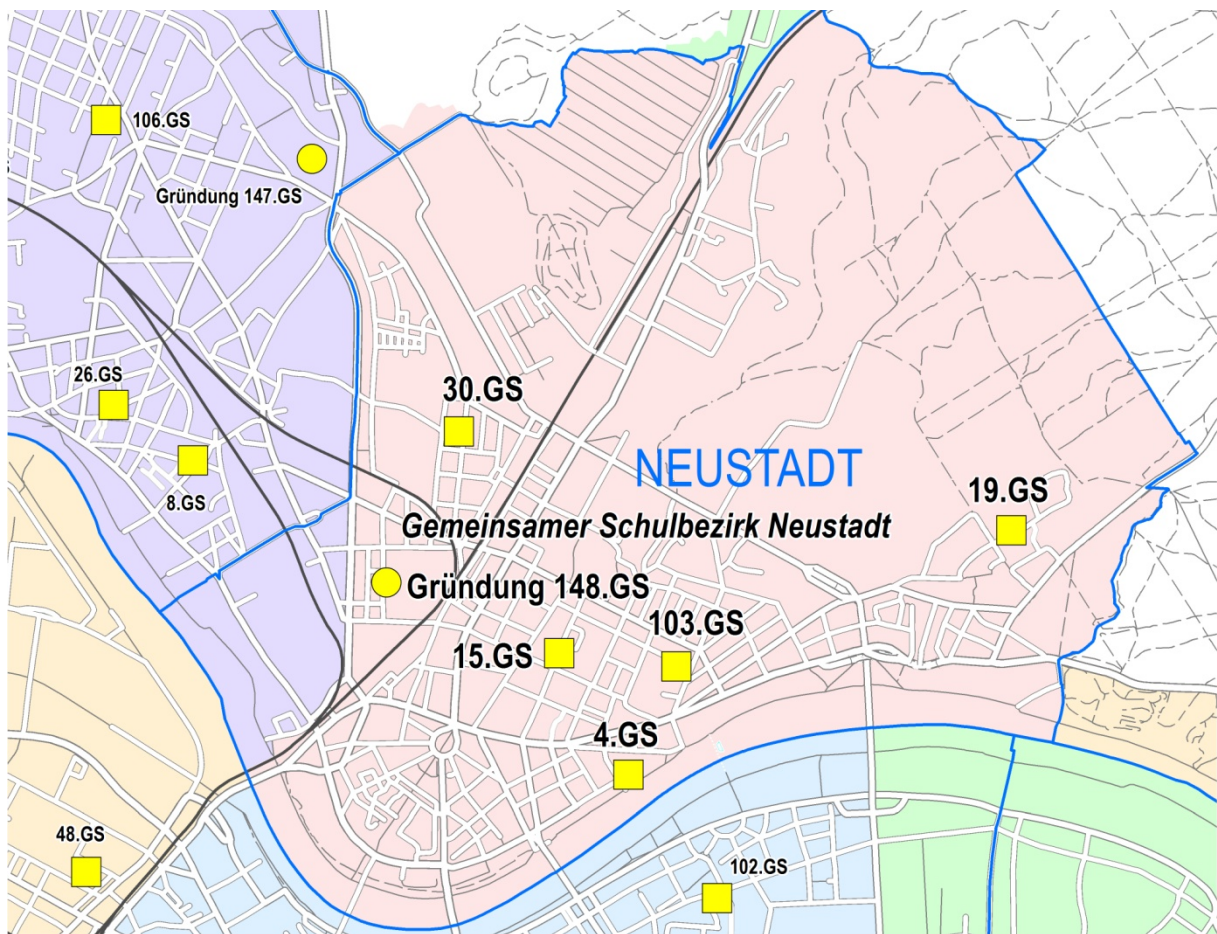 106.GS
Gründung 147.GS
26.GS
30.GS
8.GS
NEUSTADT
19.GS
Gemeinsamer Schulbezirk Neustadt
Gründung 148.GS
103.GS
15.GS
4.GS
48.GS
102.GS